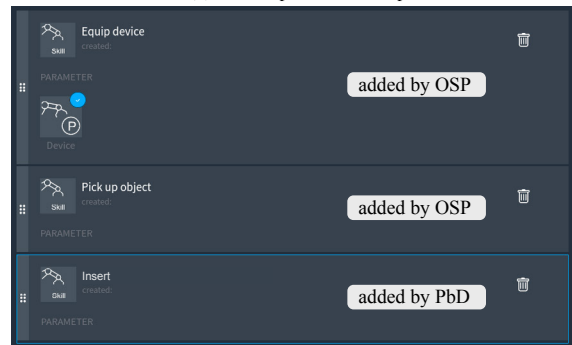 Equip device
Skill
created:
added by OSP
PARAMETER
P
Device
Pick up object
Skill
created:
added by OSP
PARAMETER
Insert
Skill
created:
added by PbD
PARAMETER